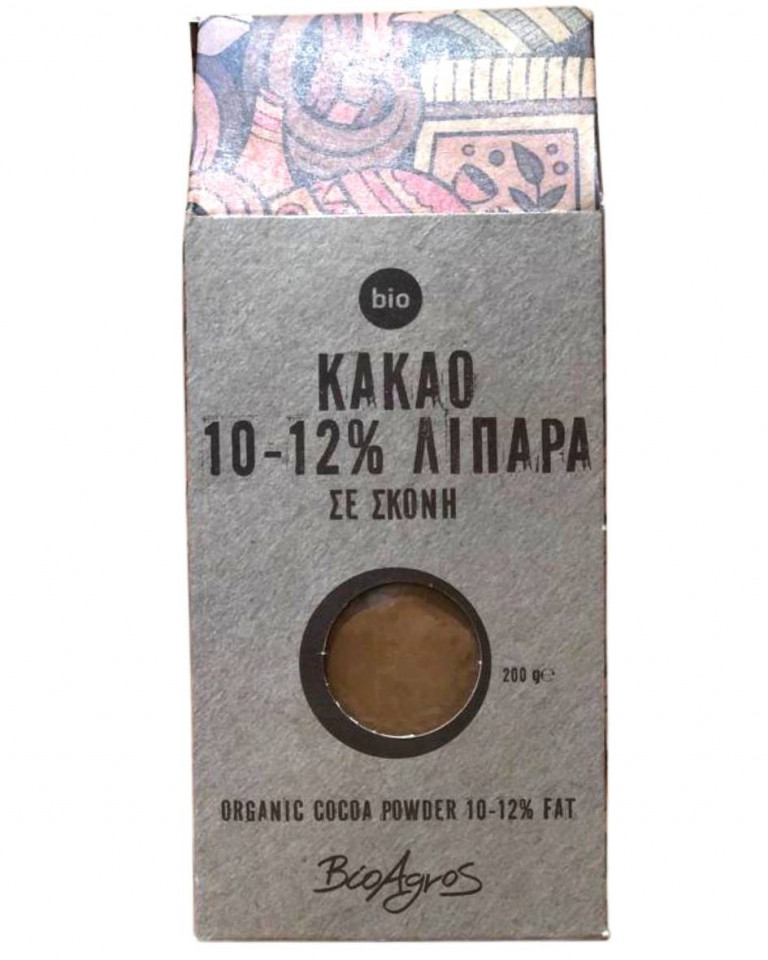 bio
ΚΑΚΑΟ
10-12% ΛΙΠΑΡΑ
ΣΕ ΣΚΟΝΗ
200 g℮
ORGANIC COCOA POWDER 10-12% FAT
BioAgros